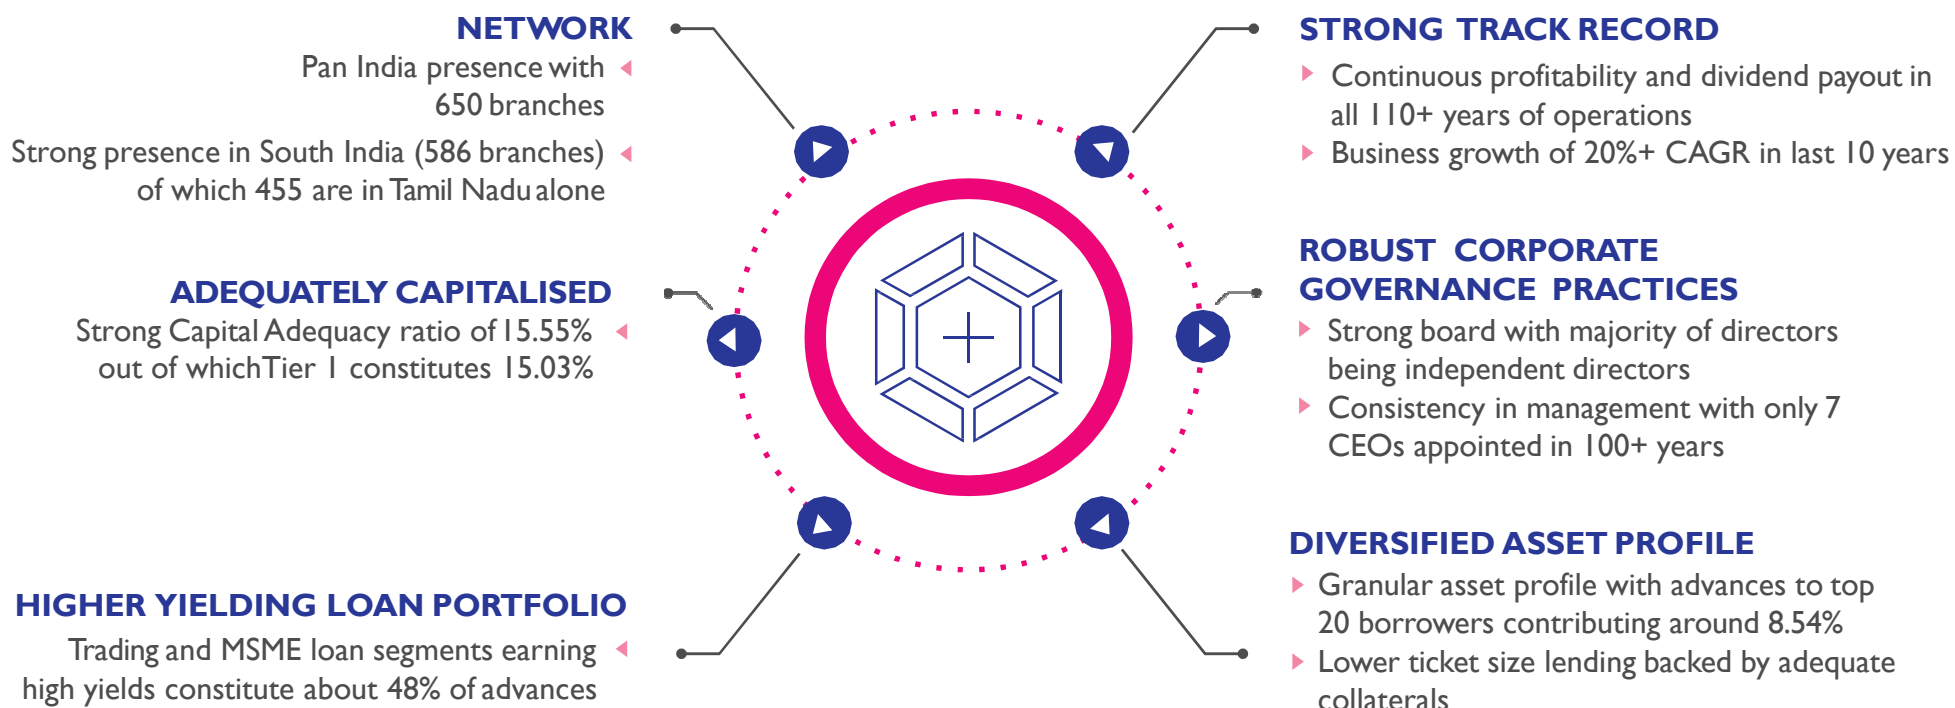 NETWORK
Pan India presence with
650 branches
Strong presence in South India (586 branches)
of which 455 are in Tamil Nadu alone
ADEQUATELY CAPITALISED
Strong Capital Adequacy ratio of 15.55%
out of which Tier 1 constitutes 15.03%
HIGHER YIELDING LOAN PORTFOLIO
Trading and MSME loan segments earning
high yields constitute about 48% of advances
STRONG TRACK RECORD
Continuous profitability and dividend payout in
all 110+ years of operations
Business growth of 20%+ CAGR in last 10 years
ROBUST CORPORATE
GOVERNANCE PRACTICES
Strong board with majority of directors
being independent directors
Consistency in management with only 7
CEOs appointed in 100+ years
DIVERSIFIED ASSET PROFILE
Granular asset profile with advances to top
20 borrowers contributing around 8.54%
Lower ticket size lending backed by adequate
collaterals